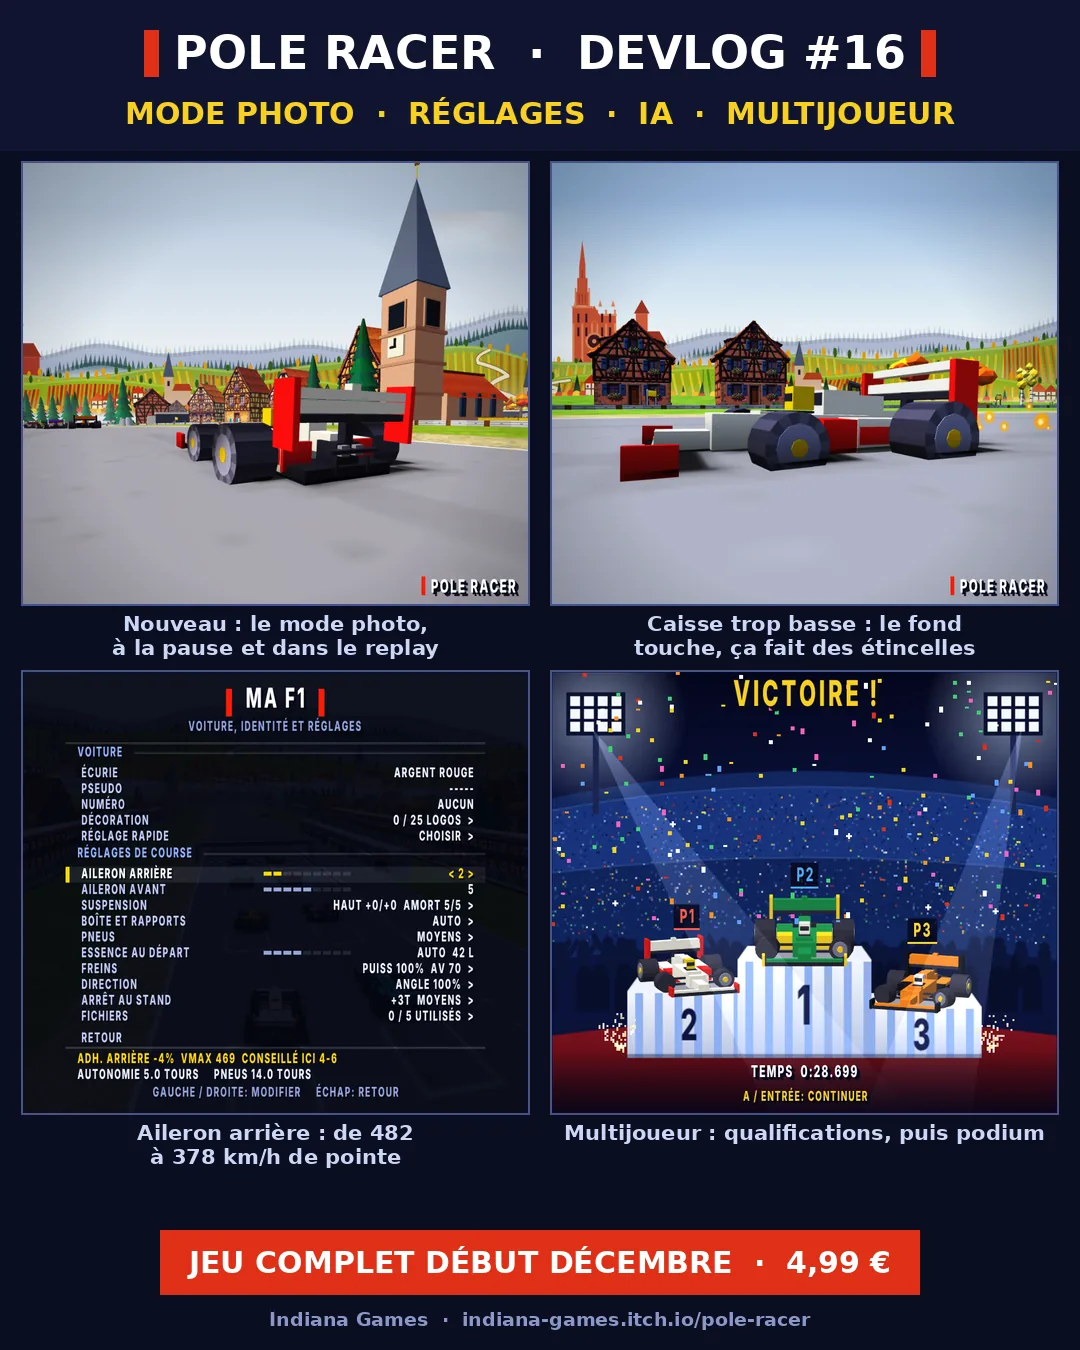 POLE RACER · DEVLOG #16
MODE PHOTO · RÉGLAGES · IA · MULTIJOUEUR
POLE RACER
POLE RACER
Nouveau : le mode photo,
à la pause et dans le replay
Caisse trop basse : le fond
touche, ça fait des étincelles
MA F1
VOITURE, IDENTITÉ ET RÉGLAGES
VOITURE
ÉCURIE ARGENT ROUGE
PSEUDO -----
NUMÉRO AUCUN
DÉCORATION 0 / 25 LOGOS >
RÉGLAGE RAPIDE CHOISIR >
RÉGLAGES DE COURSE
AILERON ARRIÈRE < 2 >
AILERON AVANT 5
SUSPENSION HAUT +0/+0 AMORT 5/5 >
BOÎTE ET RAPPORTS AUTO >
PNEUS MOYENS >
ESSENCE AU DÉPART AUTO 42 L
FREINS PUISS 100% AV 70 >
DIRECTION ANGLE 100% >
ARRÊT AU STAND +3T MOYENS >
FICHIERS 0 / 5 UTILISÉS >
RETOUR
ADH. ARRIÈRE -4% VMAX 469 CONSEILLÉ ICI 4-6
AUTONOMIE 5.0 TOURS PNEUS 14.0 TOURS
GAUCHE / DROITE: MODIFIER ÉCHAP: RETOUR
VICTOIRE !
P2
P1
P3
1
2
3
TEMPS 0:28.699
A / ENTRÉE: CONTINUER
Aileron arrière : de 482
à 378 km/h de pointe
Multijoueur : qualifications, puis podium
JEU COMPLET DÉBUT DÉCEMBRE · 4,99 €
Indiana Games · indiana-games.itch.io/pole-racer